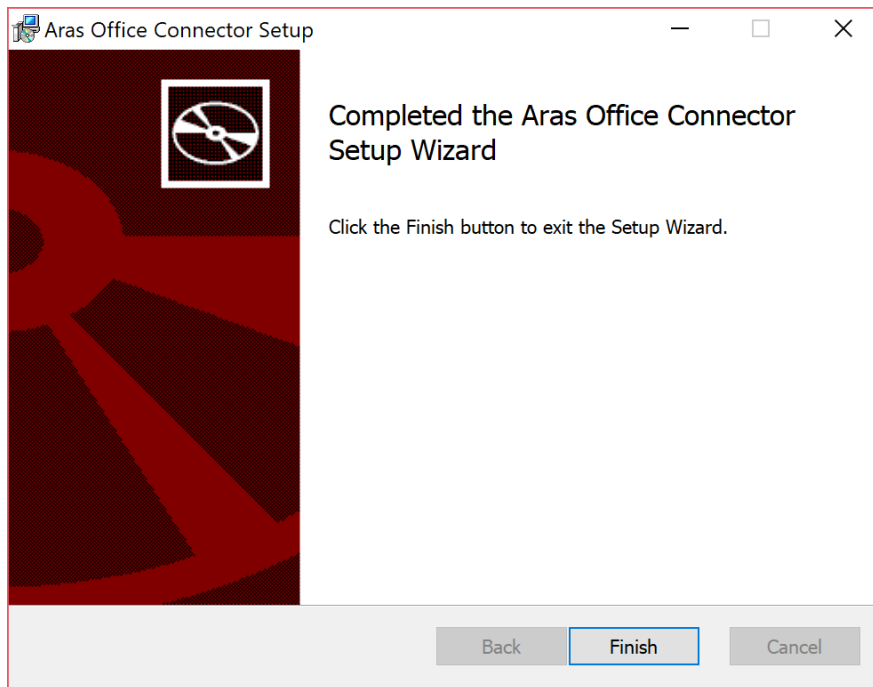 Aras Office Connector Setup
Completed the Aras Office Connector
Setup Wizard
Click the Finish button to exit the Setup Wizard.
Back
Finish
Cancel